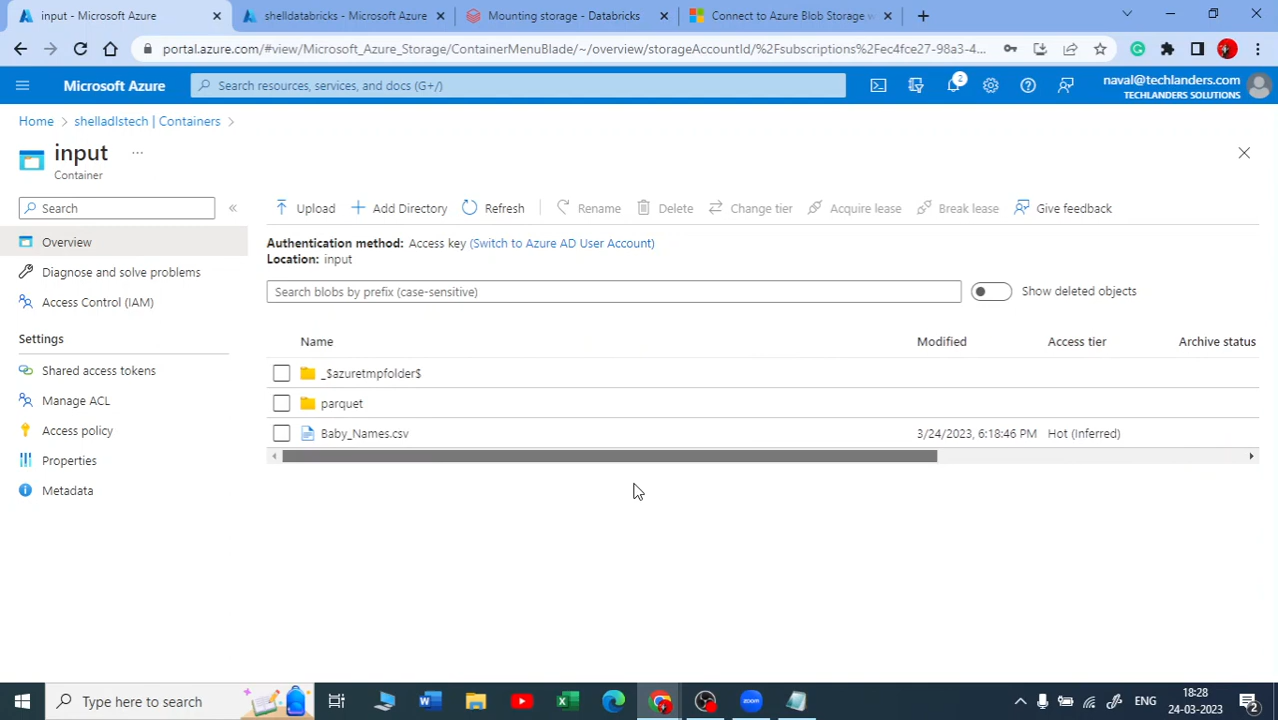 input - Microsoft Azure
shelldatabricks - Microsoft Azure
Mounting storage - Databricks
Connect to Azure Blob Storage w
portal.azure.com/#view/Microsoft_Azure_Storage/ContainerMenuBlade/~/overview/storageAccountId/%2Fsubscriptions%2Fec4fce27-98a3-4...
Microsoft Azure
Search resources, services, and docs (G+/)
2
naval@techlanders.com
TECHLANDERS SOLUTIONS
Home > shelladlstech | Containers >
input ...
Container
Search
«
Upload
Add Directory
Refresh
Rename
Delete
Change tier
Acquire lease
Break lease
Give feedback
Overview
Diagnose and solve problems
Access Control (IAM)
Settings
Shared access tokens
Manage ACL
Access policy
Properties
Metadata
Authentication method: Access key (Switch to Azure AD User Account)
Location: input
Search blobs by prefix (case-sensitive)
Show deleted objects
Name Modified Access tier Archive status
_$azuretmpfolder$
parquet
Baby_Names.csv 3/24/2023, 6:18:46 PM Hot (Inferred)
Type here to search
ENG
18:28
24-03-2023
2